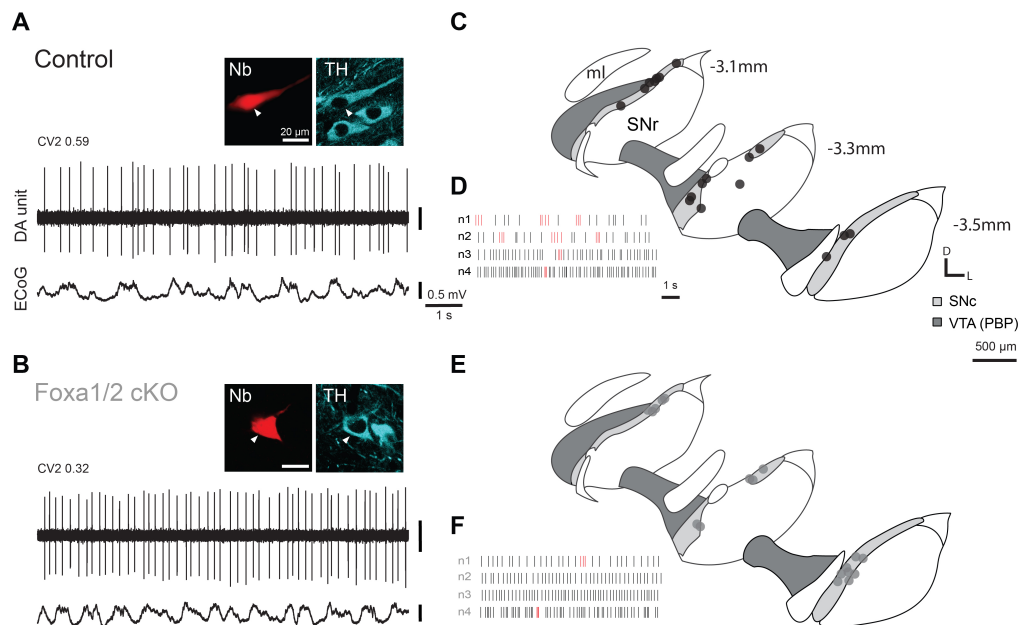 A
Control
Nb
TH
20 µm
CV2 0.59
DA unit
ECoG
0.5 mV
1 s
C
ml
SNr
-3.1mm
-3.3mm
-3.5mm
D
L
SNc
VTA (PBP)
500 µm
D
n1
n2
n3
n4
1 s
B
Foxa1/2 cKO
Nb
TH
CV2 0.32
E
F
n1
n2
n3
n4